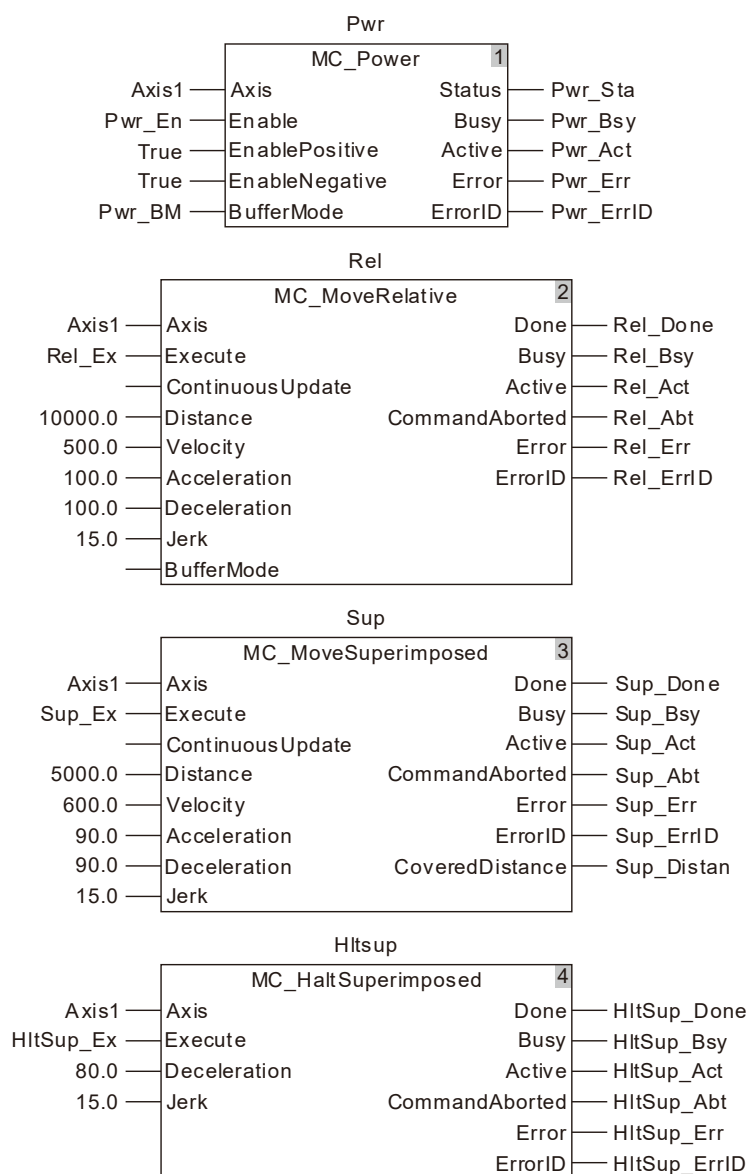 Pwr
MC_Power 1
Axis1 Axis Status Pwr_Sta
Pwr_En Enable Busy Pwr_Bsy
True EnablePositive Active Pwr_Act
True EnableNegative Error Pwr_Err
Pwr_BM BufferMode ErrorID Pwr_ErrID
Rel
MC_MoveRelative 2
Axis1 Axis Done Rel_Done
Rel_Ex Execute Busy Rel_Bsy
ContinuousUpdate Active Rel_Act
10000.0 Distance CommandAborted Rel_Abt
500.0 Velocity Error Rel_Err
100.0 Acceleration ErrorID Rel_ErrID
100.0 Deceleration
15.0 Jerk
BufferMode
Sup
MC_MoveSuperimposed 3
Axis1 Axis Done Sup_Done
Sup_Ex Execute Busy Sup_Bsy
ContinuousUpdate Active Sup_Act
5000.0 Distance CommandAborted Sup_Abt
600.0 Velocity Error Sup_Err
90.0 Acceleration ErrorID Sup_ErrID
90.0 Deceleration CoveredDistance Sup_Distan
15.0 Jerk
Hltsup
MC_HaltSuperimposed 4
Axis1 Axis Done HltSup_Done
HltSup_Ex Execute Busy HltSup_Bsy
80.0 Deceleration Active HltSup_Act
15.0 Jerk CommandAborted HltSup_Abt
Error HltSup_Err
ErrorID HltSup_ErrID